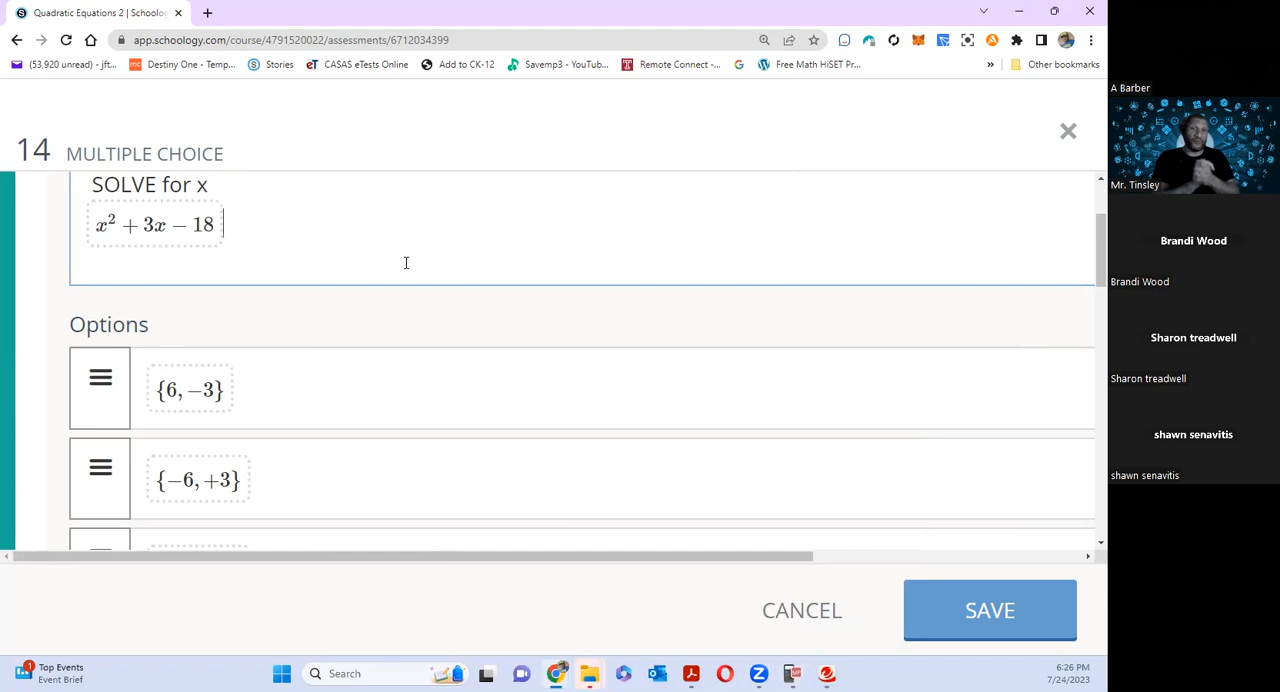 Quadratic Equations 2 | Schoolog
app.schoology.com/course/4791520022/assessments/6712034399
(53,920 unread) - jft...
Destiny One - Temp...
Stories
CASAS eTests Online
Add to CK-12
Savemp3 - YouTub...
Remote Connect -...
Free Math HiSET Pr...
»
Other bookmarks
14 MULTIPLE CHOICE
SOLVE for x
x² + 3x − 18
Options
{6, −3}
{−6, +3}
CANCEL
SAVE
A Barber
Mr. Tinsley
Brandi Wood
Brandi Wood
Sharon treadwell
Sharon treadwell
shawn senavitis
shawn senavitis
1
Top Events
Event Brief
Search
6:26 PM
7/24/2023